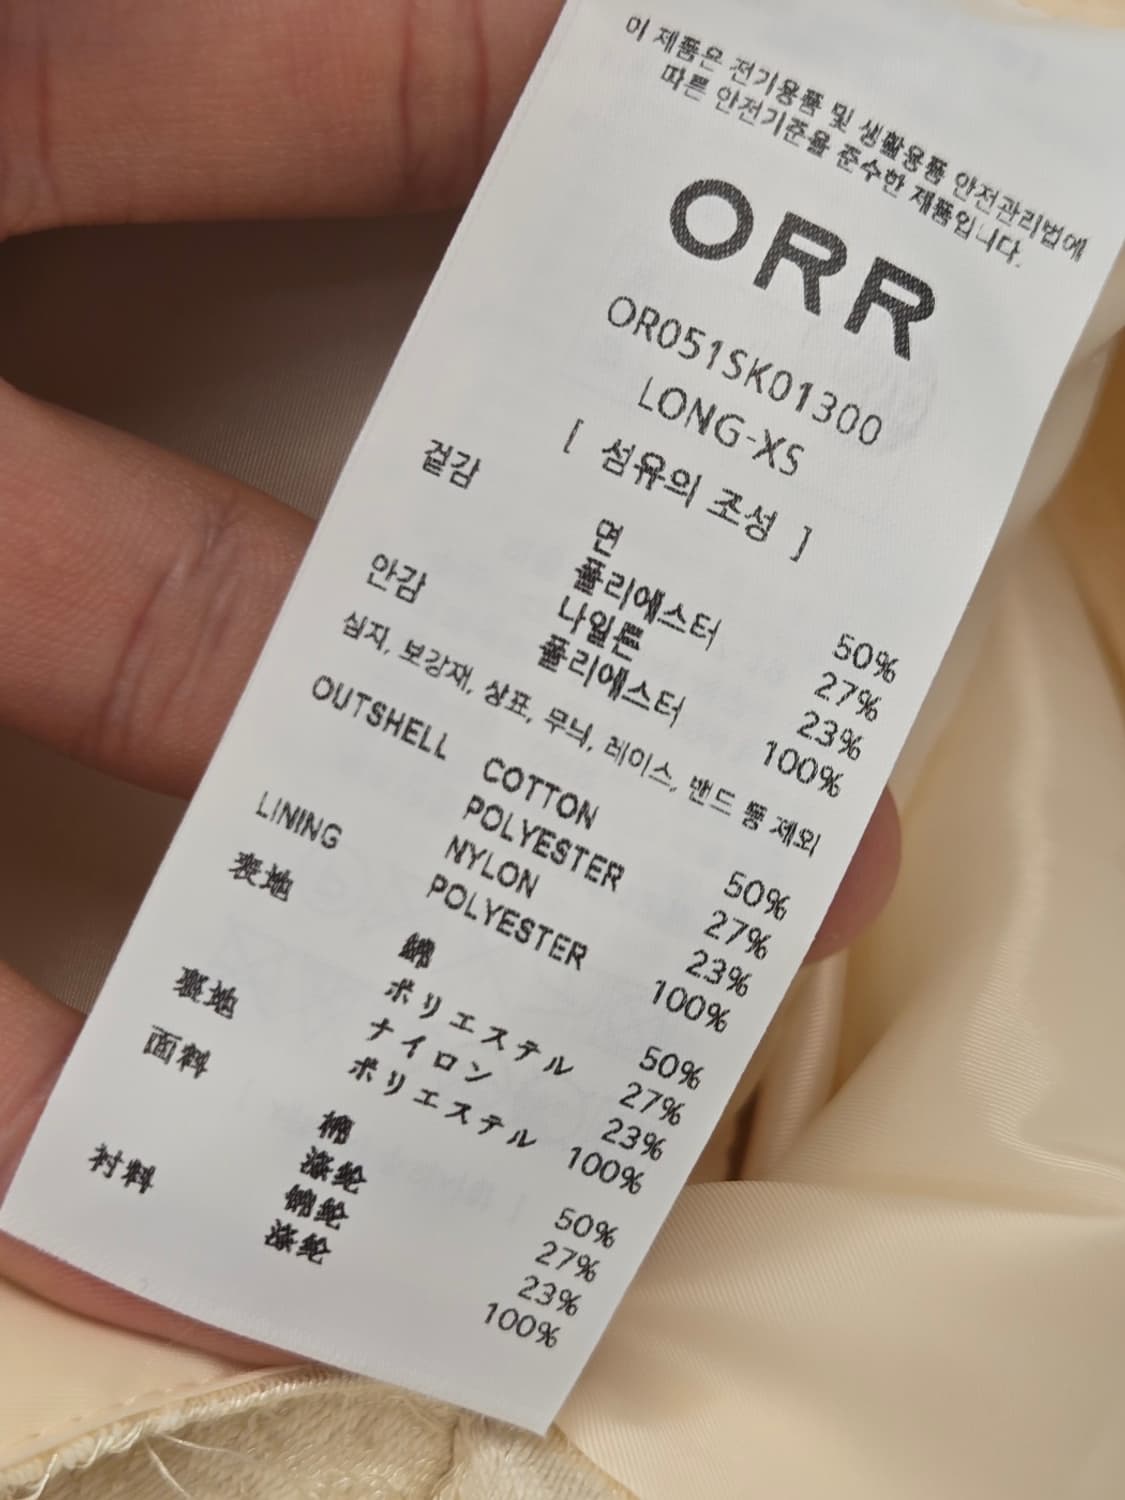 이 제품은 전기용품 및 생활용품 안전관리법에
따른 안전기준을 준수한 제품입니다.
ORR
OR051SK01300
LONG-XS
[ 섬유의 조성 ]
겉감 면 50%
폴리에스터 27%
나일론 23%
안감 폴리에스터 100%
심지, 보강재, 상표, 무늬, 레이스, 밴드 등 제외
OUTSHELL COTTON 50%
POLYESTER 27%
NYLON 23%
LINING POLYESTER 100%
表地 綿 50%
ポリエステル 27%
ナイロン 23%
裏地 ポリエステル 100%
面料 棉 50%
涤纶 27%
锦纶 23%
衬料 涤纶 100%